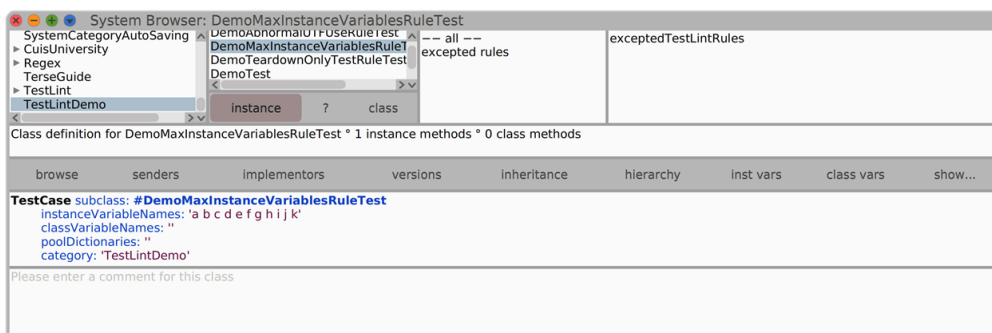 System Browser: DemoMaxInstanceVariablesRuleTest
SystemCategoryAutoSaving
CuisUniversity
Regex
TerseGuide
TestLint
TestLintDemo
DemoAbnormalUTFUseRuleTest
DemoMaxInstanceVariablesRuleT
DemoTeardownOnlyTestRuleTest
DemoTest
instance ? class
-- all --
excepted rules
exceptedTestLintRules
Class definition for DemoMaxInstanceVariablesRuleTest ° 1 instance methods ° 0 class methods
browse senders implementors versions inheritance hierarchy inst vars class vars show...
TestCase subclass: #DemoMaxInstanceVariablesRuleTest
instanceVariableNames: 'a b c d e f g h i j k'
classVariableNames: ''
poolDictionaries: ''
category: 'TestLintDemo'
Please enter a comment for this class